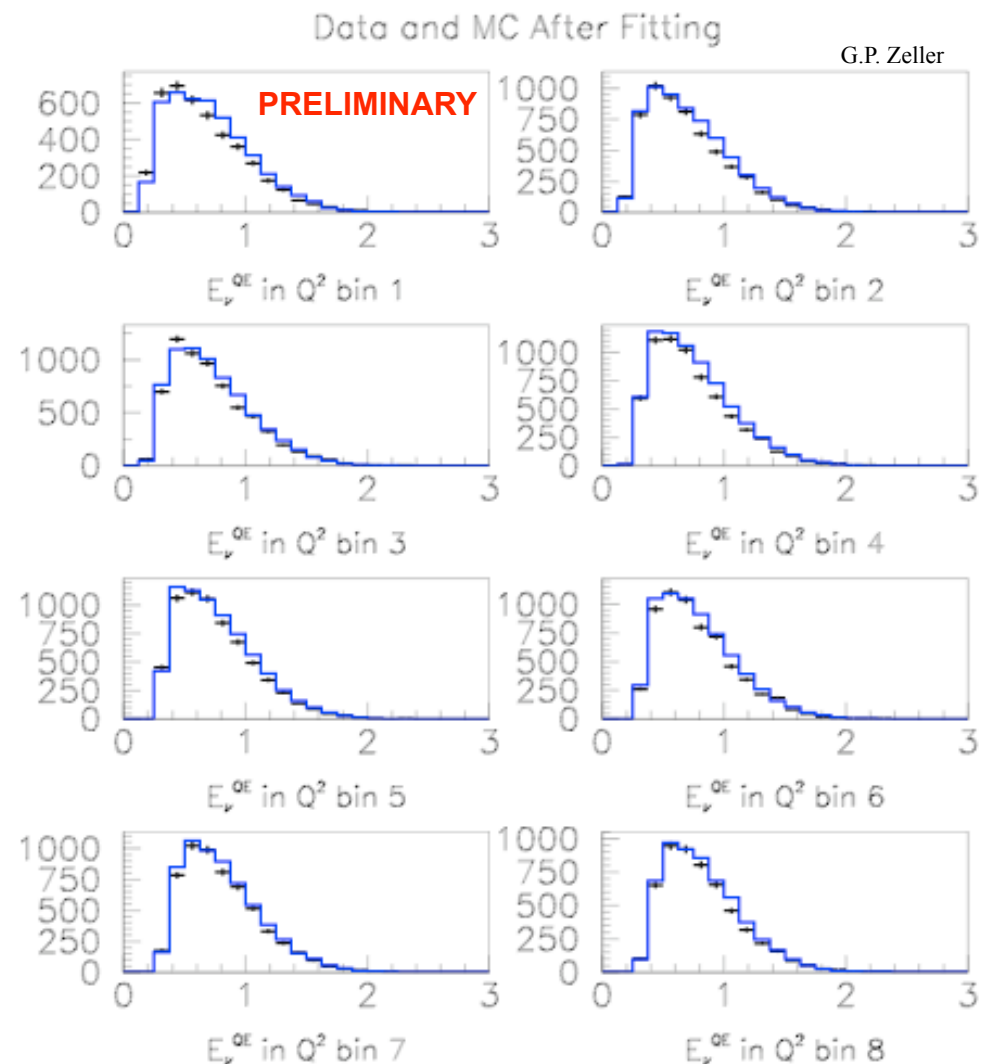 Data and MC After Fitting
G.P. Zeller
PRELIMINARY
600
400
200
0
0 1 2 3
E_ν^QE in Q² bin 1
1000
750
500
250
0
0 1 2 3
E_ν^QE in Q² bin 2
1000
500
0
0 1 2 3
E_ν^QE in Q² bin 3
1000
750
500
250
0
0 1 2 3
E_ν^QE in Q² bin 4
1000
750
500
250
0
0 1 2 3
E_ν^QE in Q² bin 5
1000
750
500
250
0
0 1 2 3
E_ν^QE in Q² bin 6
1000
750
500
250
0
0 1 2 3
E_ν^QE in Q² bin 7
1000
750
500
250
0
0 1 2 3
E_ν^QE in Q² bin 8